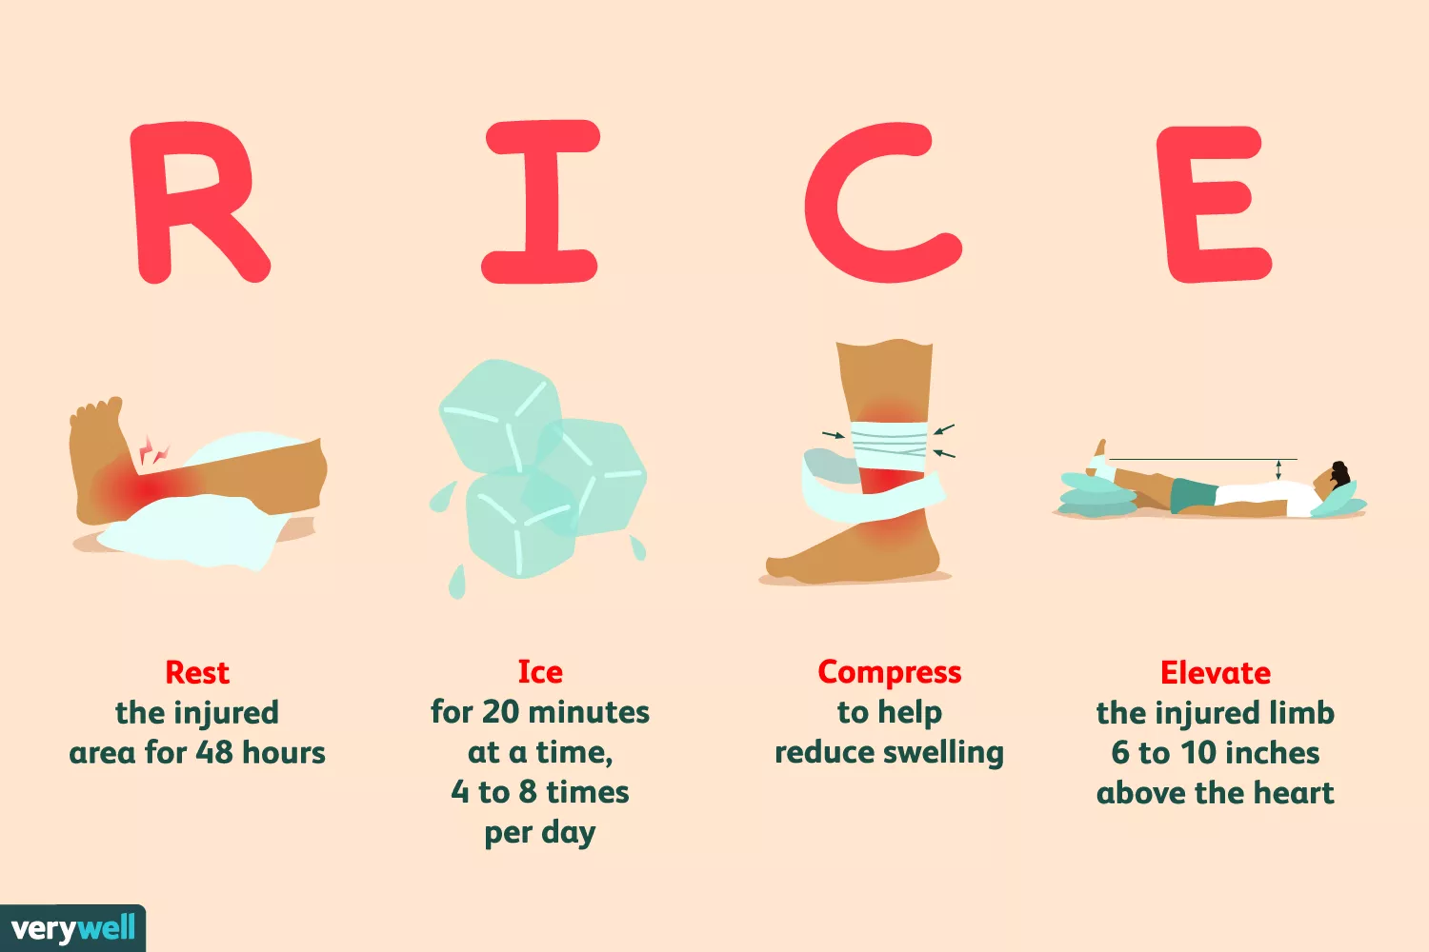 R I C E
Rest
the injured
area for 48 hours
Ice
for 20 minutes
at a time,
4 to 8 times
per day
Compress
to help
reduce swelling
Elevate
the injured limb
6 to 10 inches
above the heart
verywell